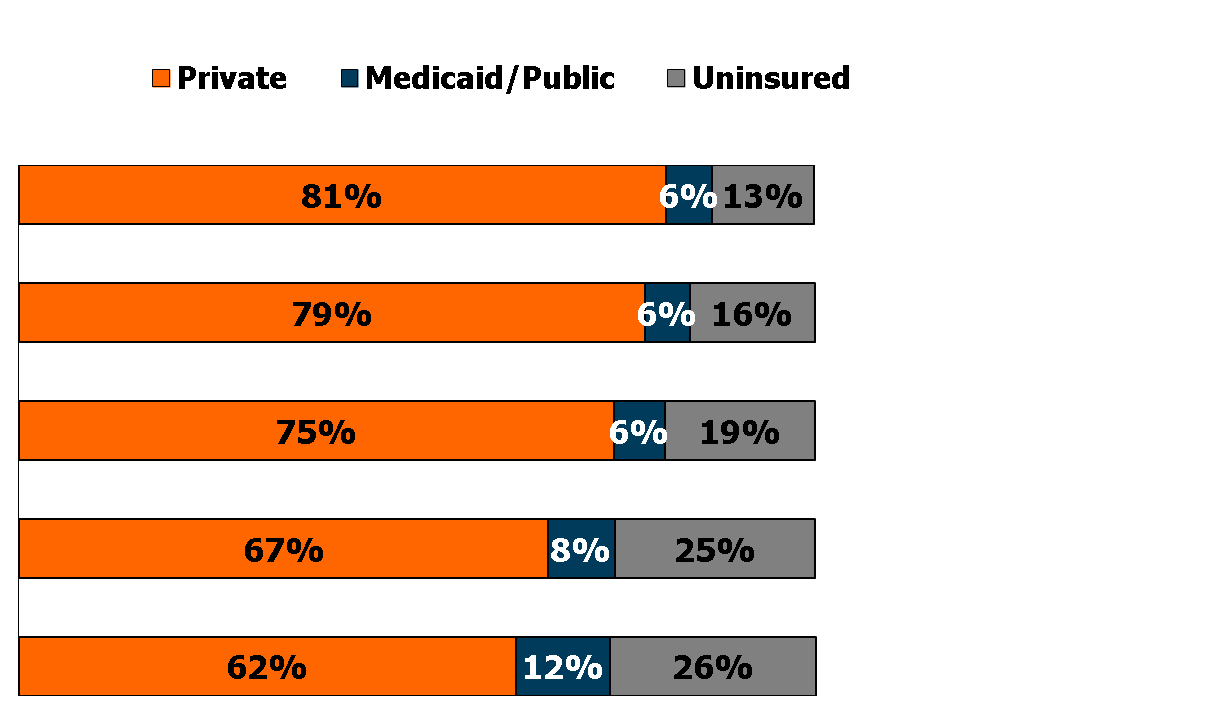 Private Medicaid/Public Uninsured
81% 6% 13%
79% 6% 16%
75% 6% 19%
67% 8% 25%
62% 12% 26%